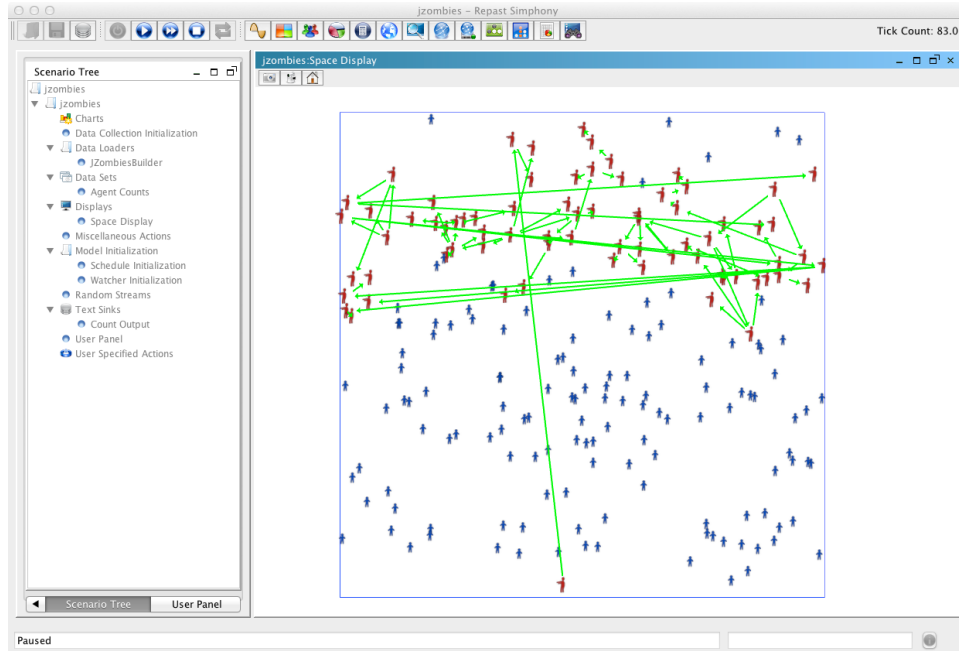 jzombies – Repast Simphony
Tick Count: 83.0
Scenario Tree
jzombies
jzombies
Charts
Data Collection Initialization
Data Loaders
JZombiesBuilder
Data Sets
Agent Counts
Displays
Space Display
Miscellaneous Actions
Model Initialization
Schedule Initialization
Watcher Initialization
Random Streams
Text Sinks
Count Output
User Panel
User Specified Actions
jzombies:Space Display
Scenario Tree
User Panel
Paused